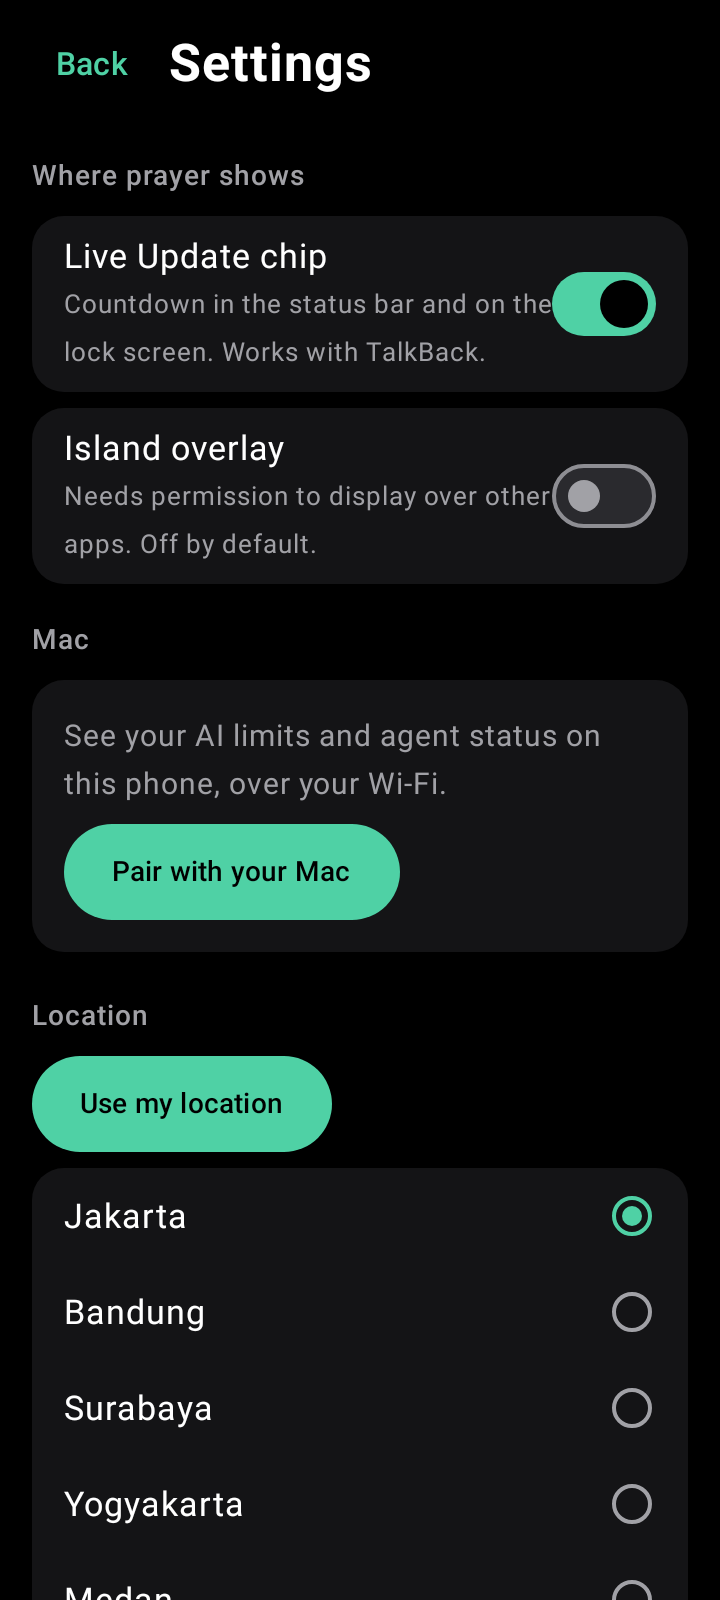 Back
Settings
Where prayer shows
Live Update chip
Countdown in the status bar and on the
lock screen. Works with TalkBack.
Island overlay
Needs permission to display over other
apps. Off by default.
Mac
See your AI limits and agent status on
this phone, over your Wi-Fi.
Pair with your Mac
Location
Use my location
Jakarta
Bandung
Surabaya
Yogyakarta
Medan